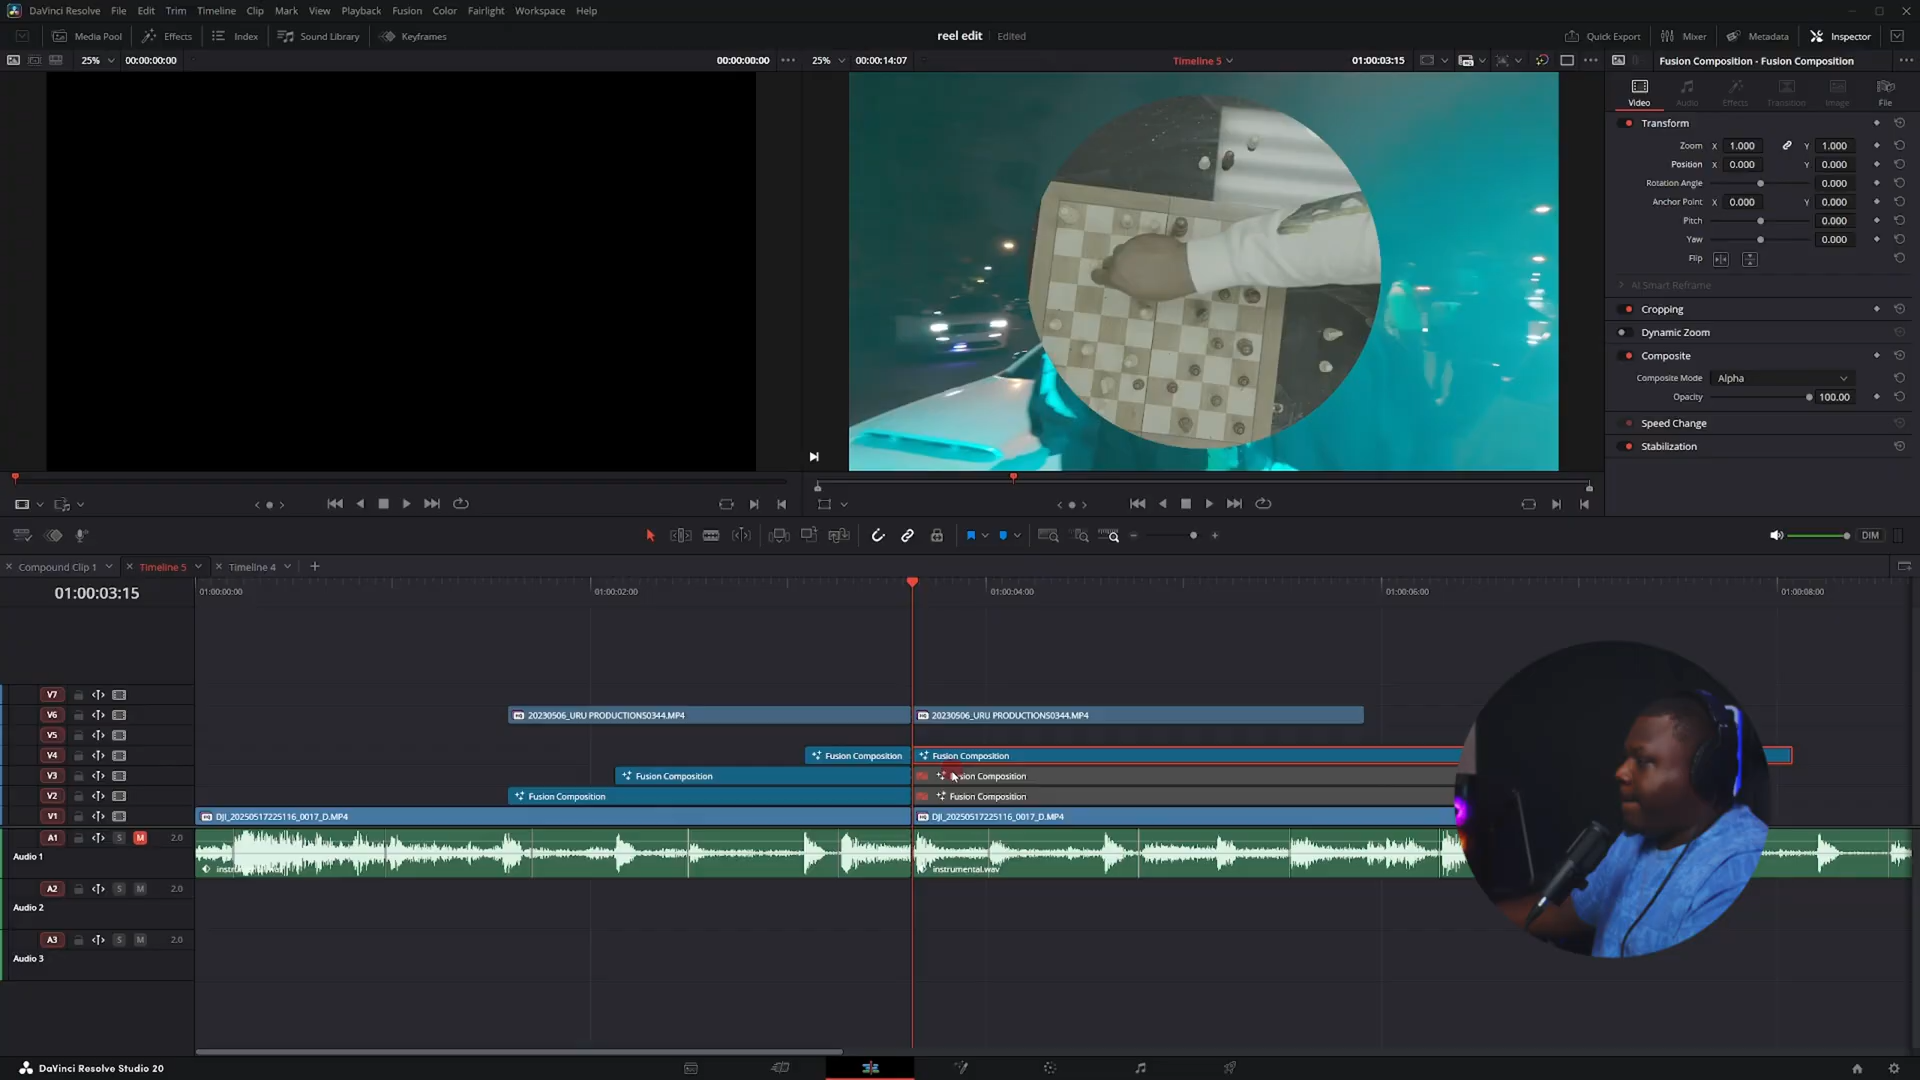 DaVinci Resolve File Edit Trim Timeline Clip Mark View Playback Fusion Color Fairlight Workspace Help
Media Pool Effects Index Sound Library Keyframes reel edit Edited Quick Export Mixer Metadata Inspector
25% 00:00:00:00 00:00:00:00 25% 00:00:14:07 Timeline 5 01:00:03:15 Fusion Composition - Fusion Composition
Video Audio Effects Transition Image File
Transform
Zoom X 1.000 Y 1.000
Position X 0.000 Y 0.000
Rotation Angle 0.000
Anchor Point X 0.000 Y 0.000
Pitch 0.000
Yaw 0.000
Flip
AI Smart Reframe
Cropping
Dynamic Zoom
Composite
Composite Mode Alpha
Opacity 100.00
Speed Change
Stabilization
DIM
Compound Clip 1 Timeline 5 Timeline 4
01:00:03:15 01:00:00:00 01:00:02:00 01:00:04:00 01:00:06:00 01:00:08:00
V7
V6 20230506_URU PRODUCTIONS0344.MP4 20230506_URU PRODUCTIONS0344.MP4
V5
V4 Fusion Composition Fusion Composition
V3 Fusion Composition Fusion Composition
V2 Fusion Composition Fusion Composition
V1 DJI_20250517225116_0017_D.MP4 DJI_20250517225116_0017_D.MP4
A1 S M 2.0
Audio 1 instrumental.wav instrumental.wav
A2 S M 2.0
Audio 2
A3 S M 2.0
Audio 3
DaVinci Resolve Studio 20